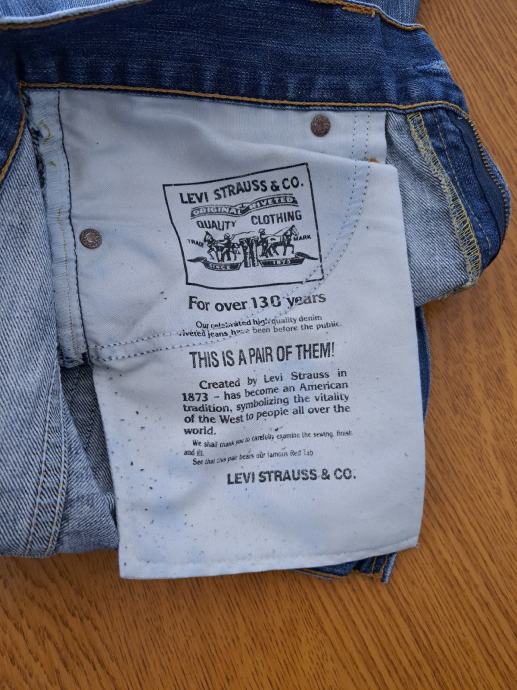 LEVI STRAUSS & CO.
ORIGINAL RIVETED
QUALITY CLOTHING
TRADE MARK
SINCE 1873
For over 130 years
Our celebrated high quality denim
rivered jeans have been before the public.
THIS IS A PAIR OF THEM!
Created by Levi Strauss in
1873 - has become an American
tradition, symbolizing the vitality
of the West to people all over the
world.
We shall thank you to carefully examine the sewing, finish
and fit.
See that this pair bears our famous Red Tab
LEVI STRAUSS & CO.